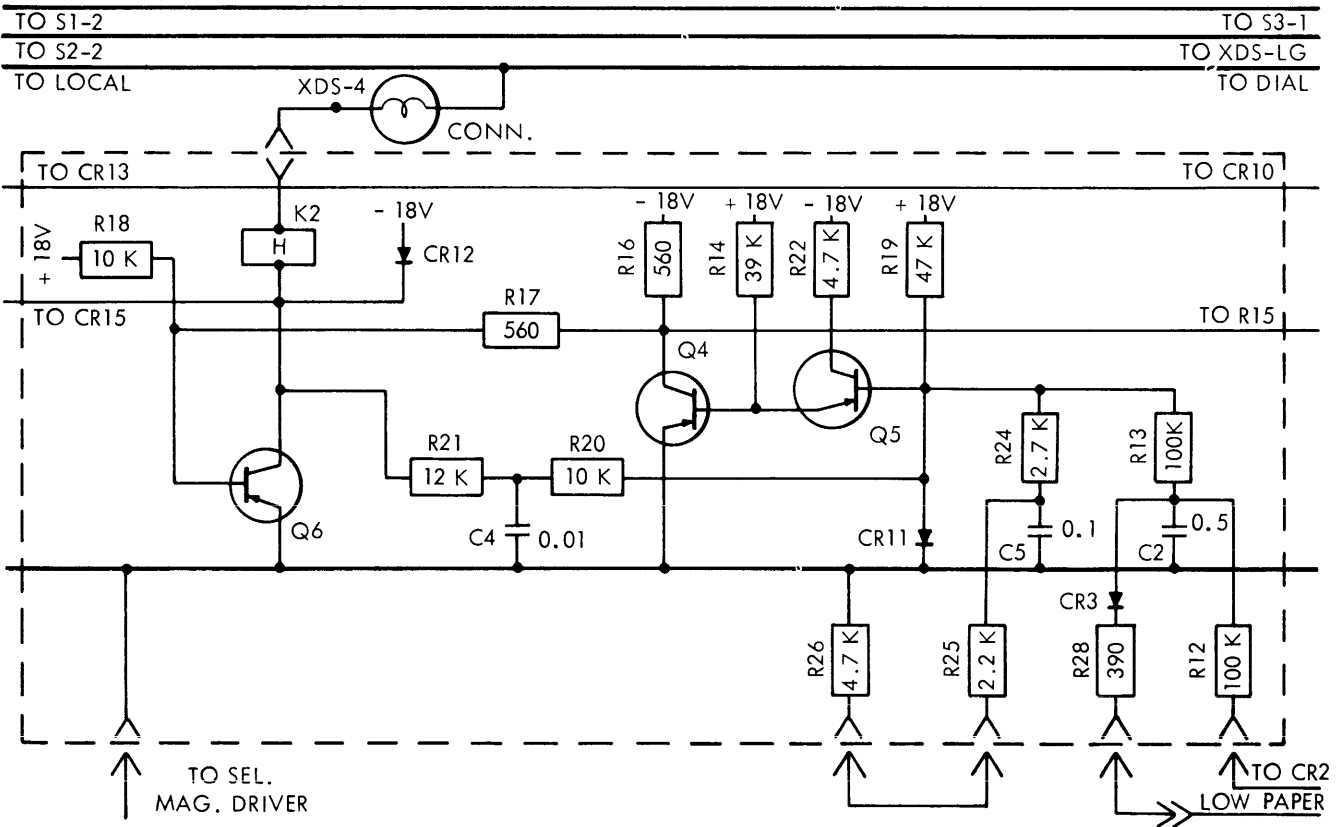 TO S1-2 TO S3-1
TO S2-2 TO XDS-LG
TO LOCAL XDS-4 TO DIAL
CONN.
TO CR13 TO CR10
K2 - 18V - 18V + 18V - 18V + 18V
R18 H CR12 R16 R14 R22 R19
+ 18V 10 K 560 39 K 4.7 K 47 K
R17
TO CR15 560 TO R15
Q4
Q5
R21 R20 R24 R13
12 K 10 K 2.7 K 100K
Q6 C4 0.01 CR11 C5 0.1 C2 0.5
CR3
R26 R25 R28 R12
4.7 K 2.2 K 390 100 K
TO SEL. TO CR2
MAG. DRIVER LOW PAPER